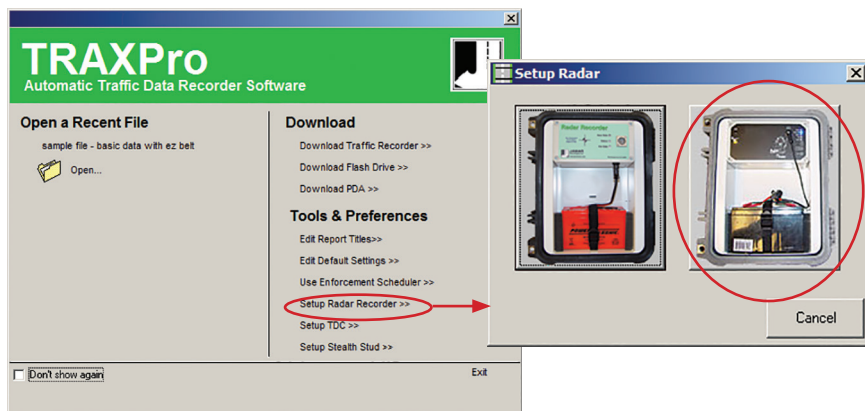 TRAXPro
Automatic Traffic Data Recorder Software
Open a Recent File
sample file - basic data with ez belt
Open...
Download
Download Traffic Recorder >>
Download Flash Drive >>
Download PDA >>
Tools & Preferences
Edit Report Titles>>
Edit Default Settings >>
Use Enforcement Scheduler >>
Setup Radar Recorder >>
Setup TDC >>
Setup Stealth Stud >>
Don't show again
Exit
Setup Radar
Radar Recorder
Cancel